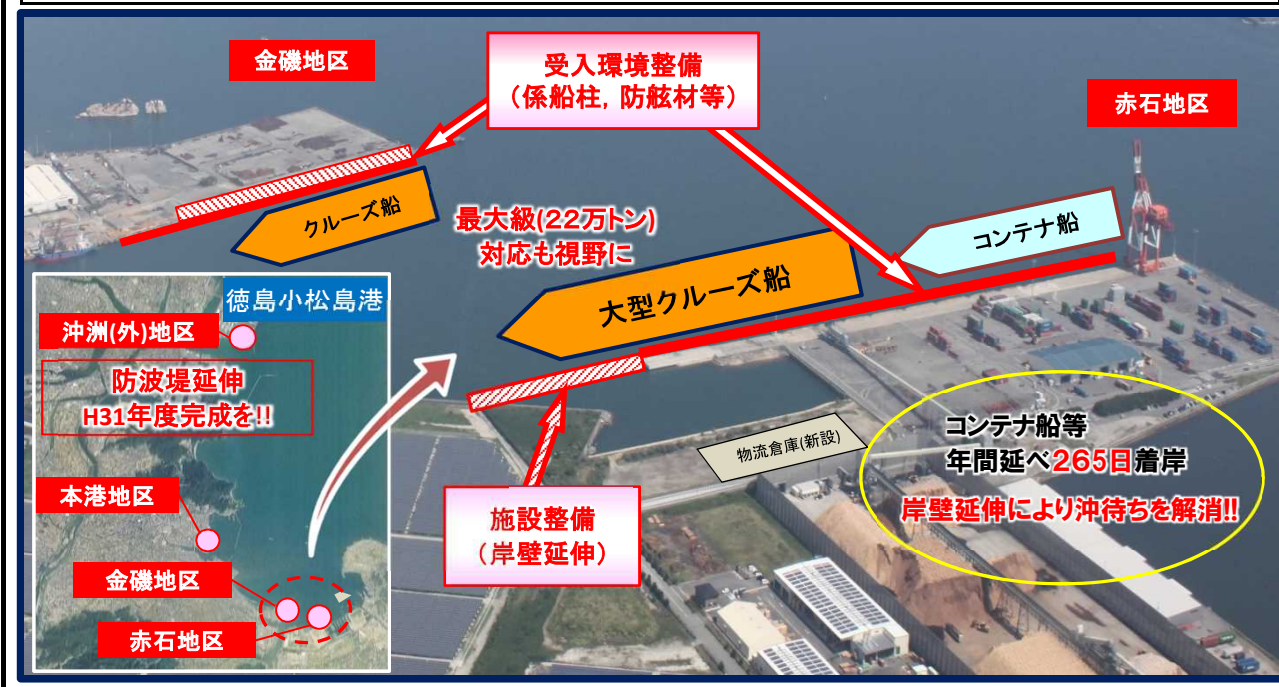 金磯地区
受入環境整備
（係船柱，防舷材等）
赤石地区
クルーズ船
最大級(22万トン)
対応も視野に
コンテナ船
大型クルーズ船
徳島小松島港
沖洲(外)地区
防波堤延伸
H31年度完成を!!
本港地区
金磯地区
赤石地区
物流倉庫(新設)
コンテナ船等
年間延べ265日着岸
岸壁延伸により沖待ちを解消!!
施設整備
（岸壁延伸）